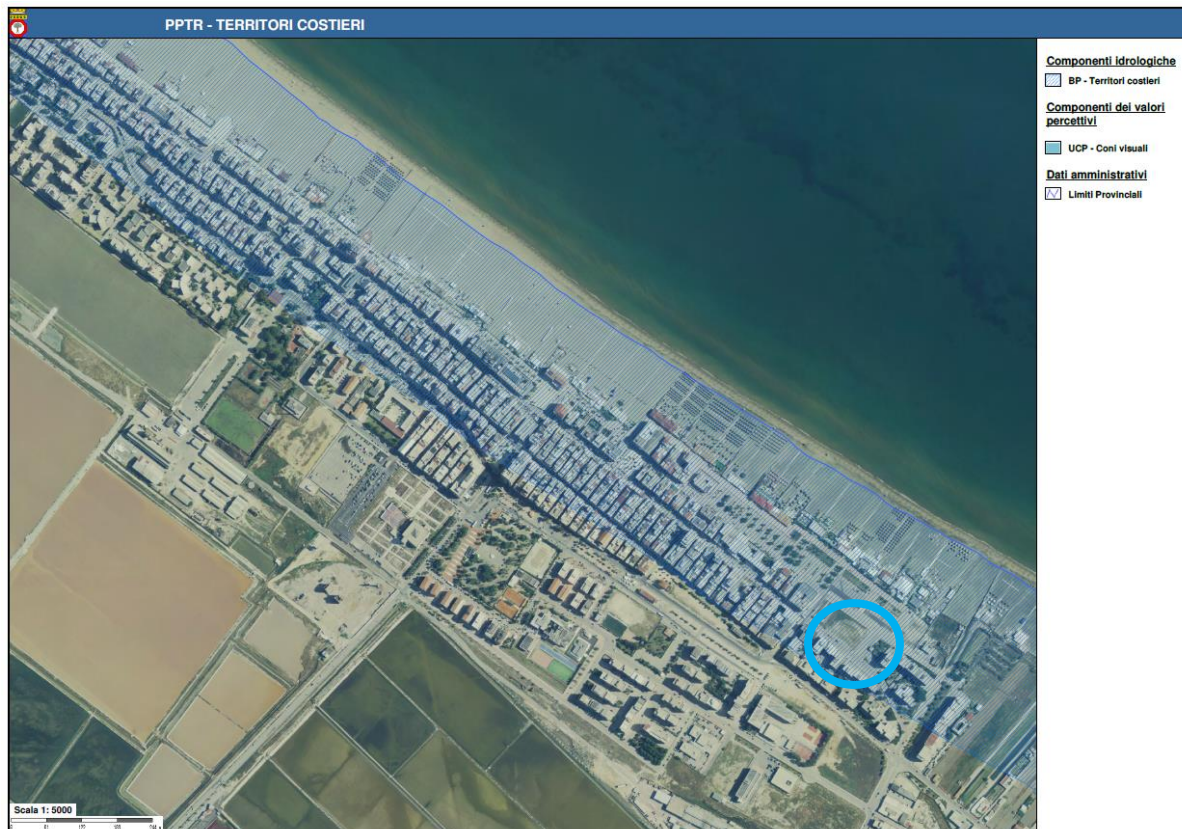 PPTR - TERRITORI COSTIERI
Componenti idrologiche
BP - Territori costieri
Componenti dei valori
percettivi
UCP - Coni visuali
Dati amministrativi
Limiti Provinciali
Scala 1: 5000